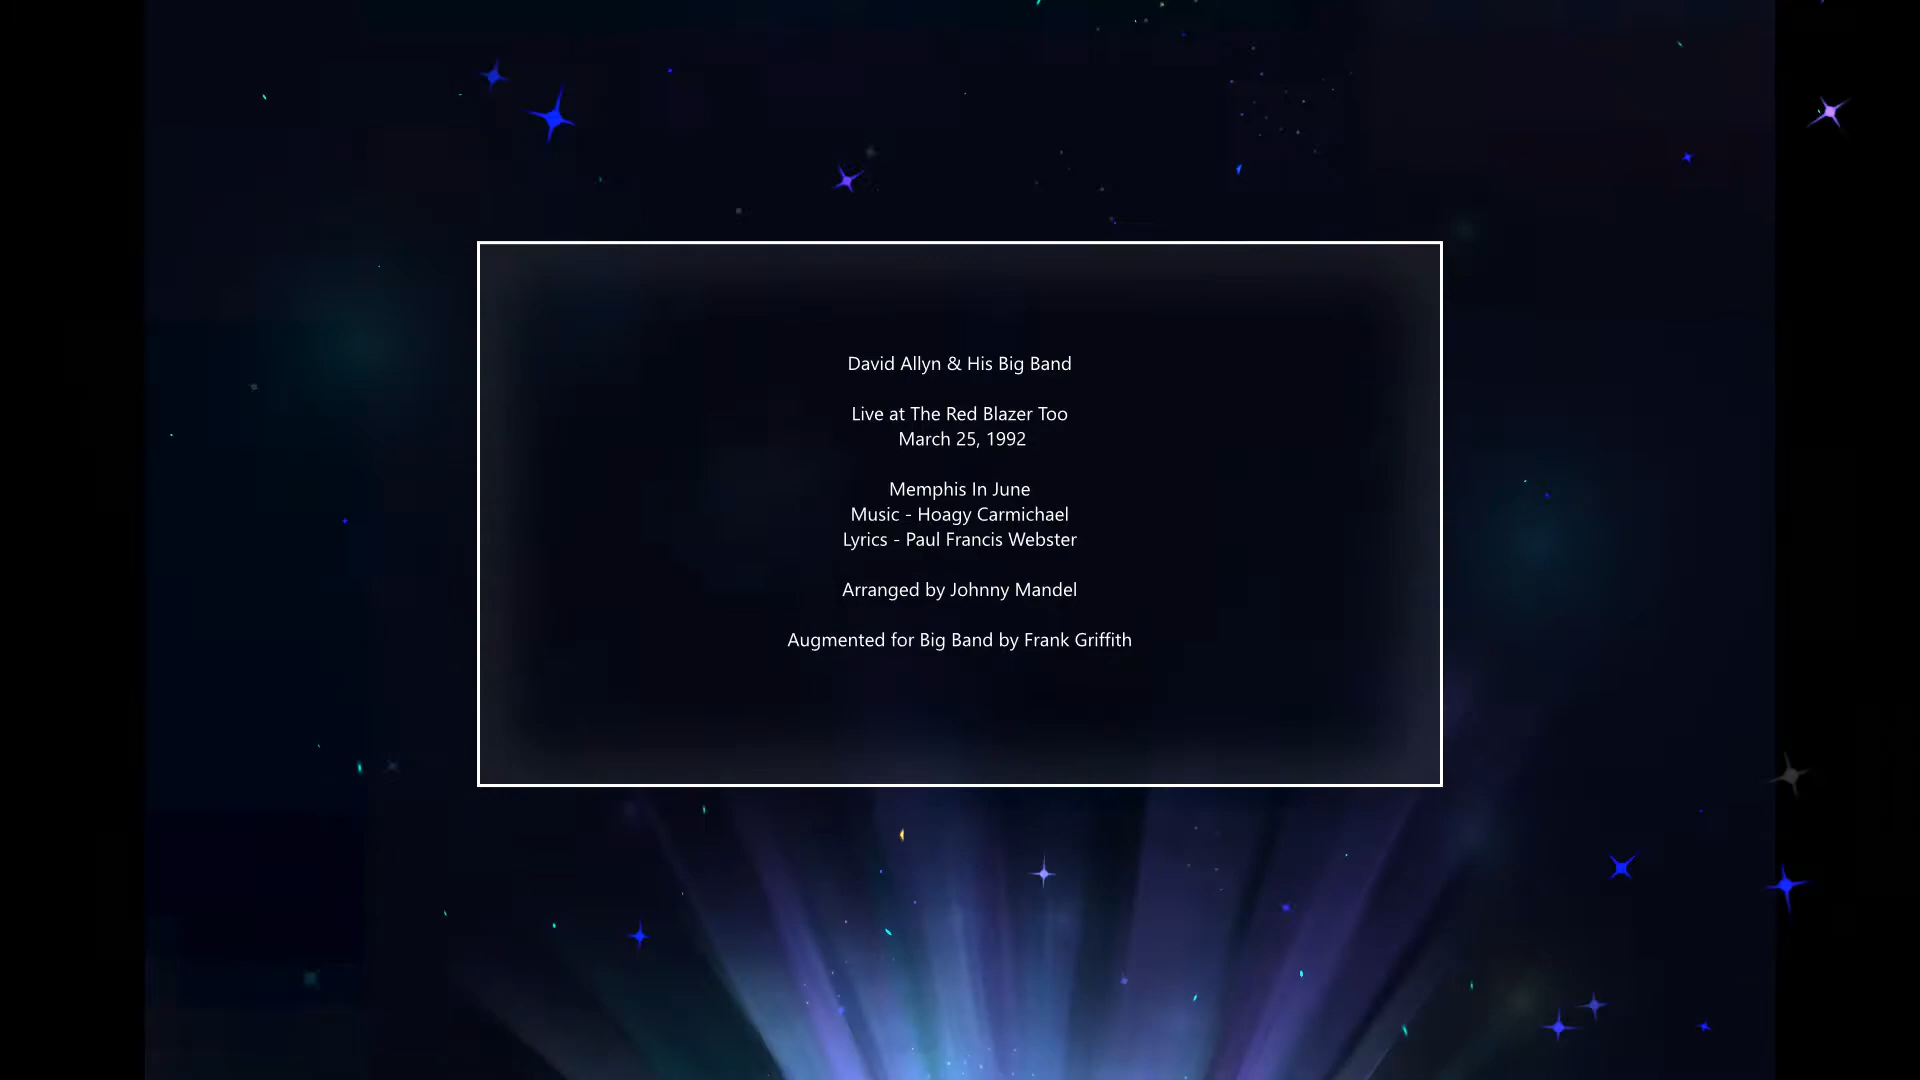 David Allyn & His Big Band
Live at The Red Blazer Too
March 25, 1992
Memphis In June
Music - Hoagy Carmichael
Lyrics - Paul Francis Webster
Arranged by Johnny Mandel
Augmented for Big Band by Frank Griffith